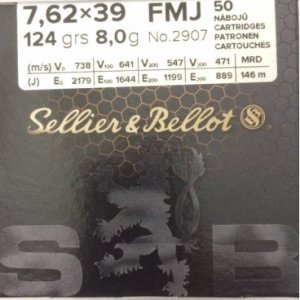 7,62×39 FMJ 50
NÁBOJŮ
124 grs 8,0g No.2907 CARTRIDGES
PATRONEN
CARTOUCHES
(m/s) V₀ 738 V₁₀₀ 641 V₂₀₀ 547 V₃₀₀ 471 MRD
(J) E₀ 2179 E₁₀₀ 1644 E₂₀₀ 1199 E₃₀₀ 889 146 m
Sellier & Bellot S&B
S B